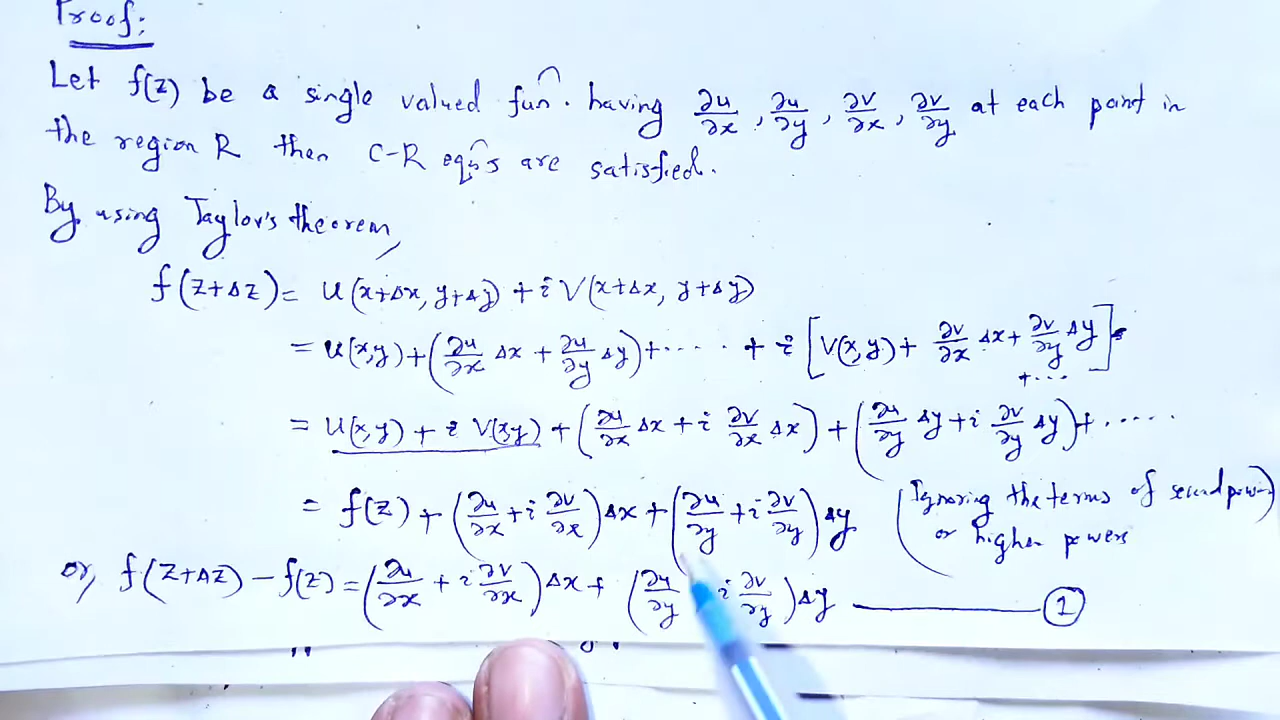 Proof:
Let f(z) be a single valued fun. having ∂u/∂x, ∂u/∂y, ∂v/∂x, ∂v/∂y at each point in
the region R then C-R eqns are satisfied.
By using Taylor's theorem,
f(z+Δz) = u(x+Δx, y+Δy) + i V(x+Δx, y+Δy)
= u(x,y) + (∂u/∂x Δx + ∂u/∂y Δy) + ..... + i [V(x,y) + ∂v/∂x Δx + ∂v/∂y Δy]
+ ...
= u(x,y) + i V(x,y) + (∂u/∂x Δx + i ∂v/∂x Δx) + (∂u/∂y Δy + i ∂v/∂y Δy) + .....
= f(z) + (∂u/∂x + i ∂v/∂x) Δx + (∂u/∂y + i ∂v/∂y) Δy (Ignoring the terms of second power)
or higher powers
or, f(z+Δz) - f(z) = (∂u/∂x + i ∂v/∂x) Δx + (∂u/∂y i ∂v/∂y) Δy ——— 1